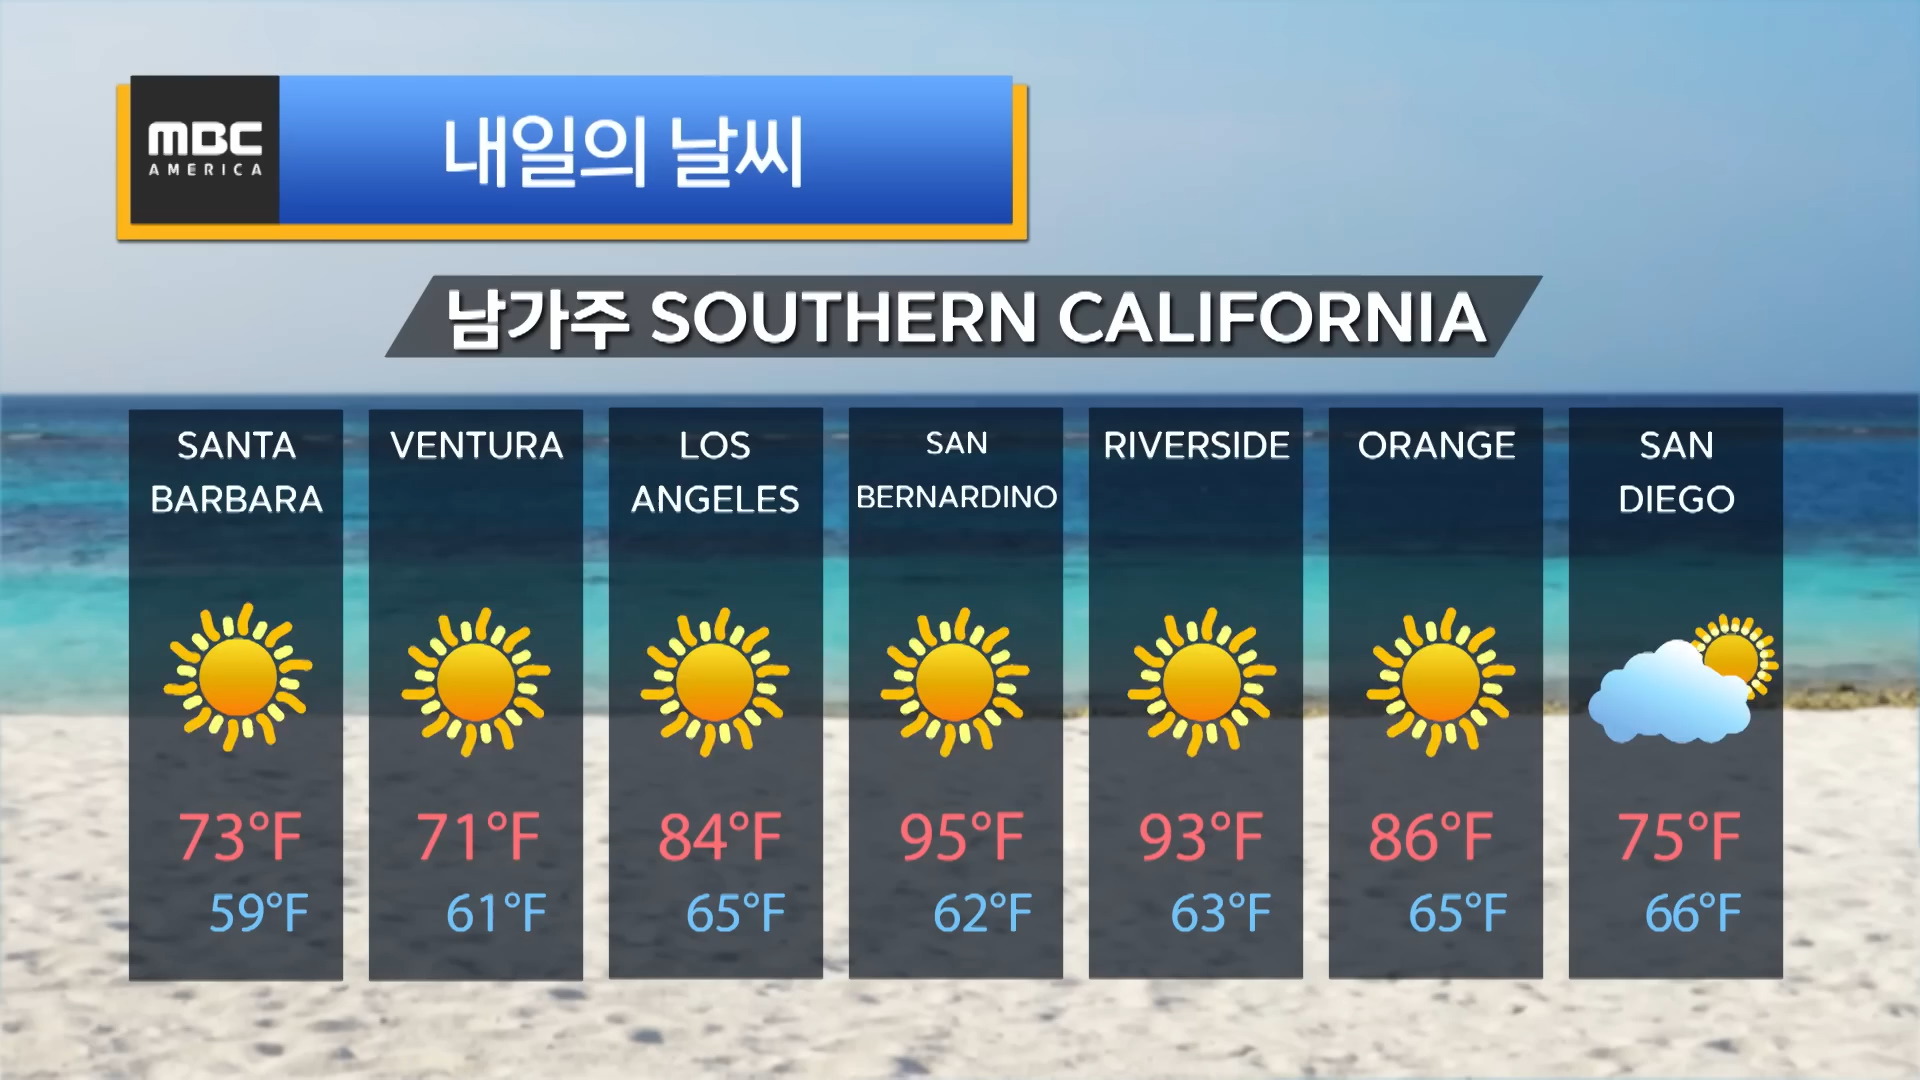 MBC
AMERICA
내일의 날씨
남가주 SOUTHERN CALIFORNIA
SANTA
BARBARA
73°F
59°F
VENTURA
71°F
61°F
LOS
ANGELES
84°F
65°F
SAN
BERNARDINO
95°F
62°F
RIVERSIDE
93°F
63°F
ORANGE
86°F
65°F
SAN
DIEGO
75°F
66°F